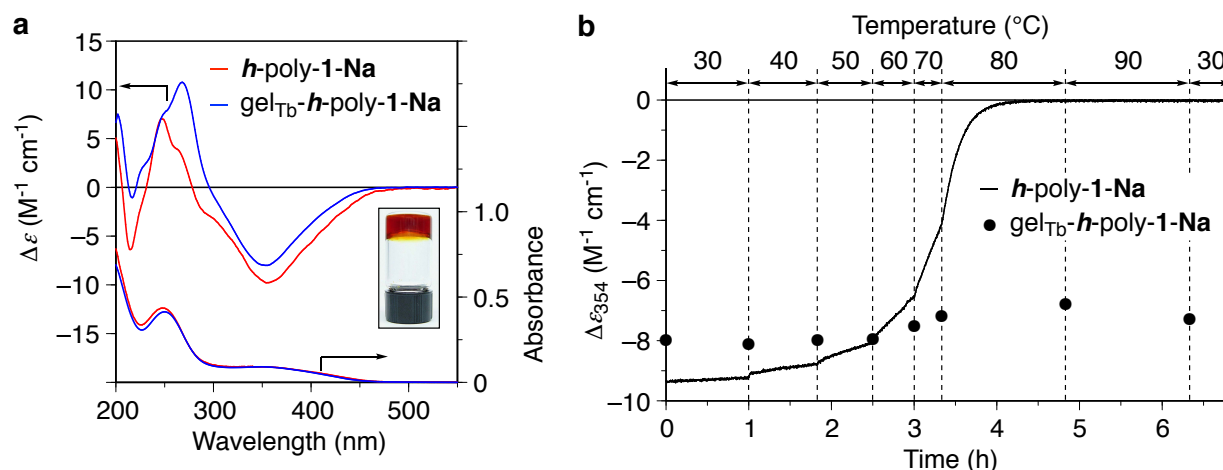 a
15
10
5
0
−5
−10
−15
Δε (M⁻¹ cm⁻¹)
h-poly-1-Na
gel_Tb-h-poly-1-Na
1.0
0.5
0
Absorbance
200 300 400 500
Wavelength (nm)
b
Temperature (°C)
30 40 50 60 70 80 90 30
0
−2
−4
−6
−8
−10
Δε₃₅₄ (M⁻¹ cm⁻¹)
h-poly-1-Na
gel_Tb-h-poly-1-Na
0 1 2 3 4 5 6
Time (h)